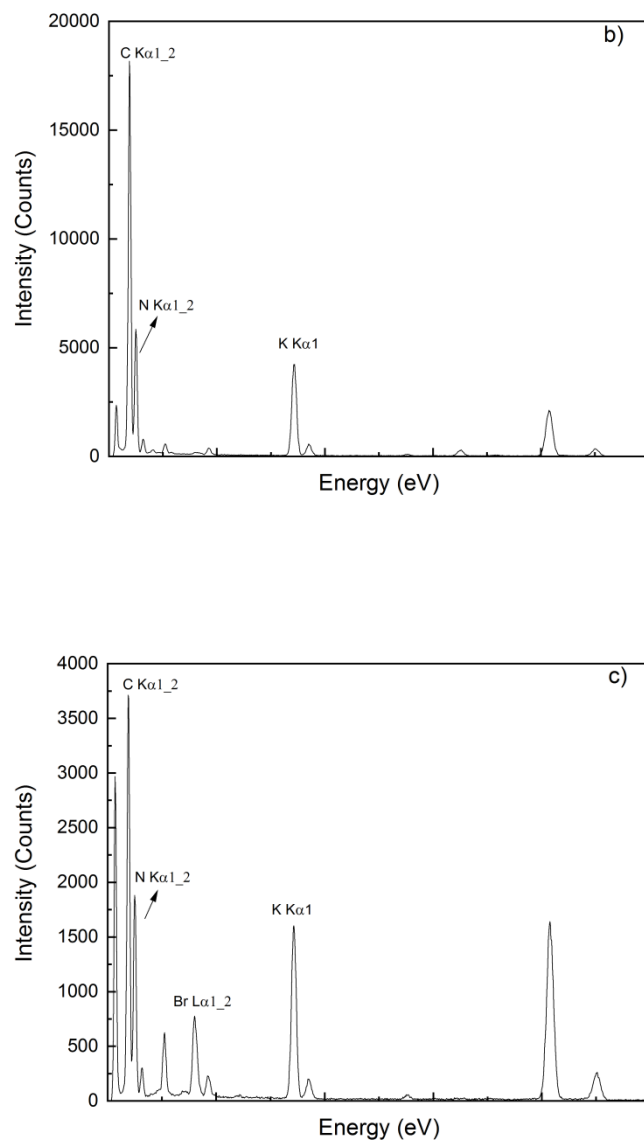 20000
b)
C Kα1_2
15000
Intensity (Counts)
10000
N Kα1_2
5000
K Kα1
0
Energy (eV)
4000
c)
C Kα1_2
3500
3000
Intensity (Counts)
2500
N Kα1_2
2000
K Kα1
1500
1000
Br Lα1_2
500
0
Energy (eV)